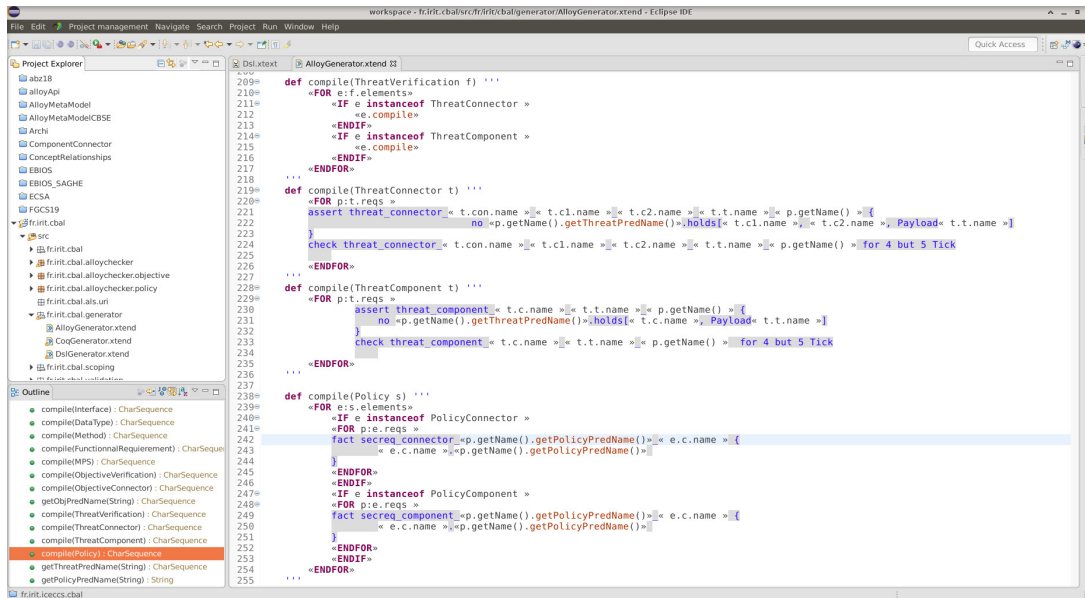 workspace - fr.irit.cbal/src/fr/irit/cbal/generator/AlloyGenerator.xtend - Eclipse IDE
File Edit Project management Navigate Search Project Run Window Help
Quick Access
Project Explorer
abz18
alloyApi
AlloyMetaModel
AlloyMetaModelCBSE
Archi
ComponentConnector
ConceptRelationships
EBIOS
EBIOS_SAGHE
ECSA
FGCS19
fr.irit.cbal
src
fr.irit.cbal
fr.irit.cbal.alloychecker
fr.irit.cbal.alloychecker.objective
fr.irit.cbal.alloychecker.policy
fr.irit.cbal.als.uri
fr.irit.cbal.generator
AlloyGenerator.xtend
CoqGenerator.xtend
DslGenerator.xtend
fr.irit.cbal.scoping
fr.irit.cbal.validation
Outline
compile(Interface) : CharSequence
compile(DataType) : CharSequence
compile(Method) : CharSequence
compile(FunctionnalRequierement) : CharSeque
compile(MPS) : CharSequence
compile(ObjectiveVerification) : CharSequence
compile(ObjectiveConnector) : CharSequence
getObjPredName(String) : CharSequence
compile(ThreatVerification) : CharSequence
compile(ThreatConnector) : CharSequence
compile(ThreatComponent) : CharSequence
compile(Policy) : CharSequence
getThreatPredName(String) : CharSequence
getPolicyPredName(String) : String
Dsl.xtext AlloyGenerator.xtend
208
209 def compile(ThreatVerification f) '''
210 «FOR e:f.elements»
211 «IF e instanceof ThreatConnector »
212 «e.compile»
213 «ENDIF»
214 «IF e instanceof ThreatComponent »
215 «e.compile»
216 «ENDIF»
217 «ENDFOR»
218 '''
219 def compile(ThreatConnector t) '''
220 «FOR p:t.reqs »
221 assert threat_connector_« t.con.name »_« t.c1.name »_« t.c2.name »_« t.t.name »_« p.getName() » {
222 no «p.getName().getThreatPredName()».holds[« t.c1.name », « t.c2.name », Payload« t.t.name »]
223 }
224 check threat_connector_« t.con.name »_« t.c1.name »_« t.c2.name »_« t.t.name »_« p.getName() » for 4 but 5 Tick
225
226 «ENDFOR»
227 '''
228 def compile(ThreatComponent t) '''
229 «FOR p:t.reqs »
230 assert threat_component_« t.c.name »_« t.t.name »_« p.getName() » {
231 no «p.getName().getThreatPredName()».holds[« t.c.name », Payload« t.t.name »]
232 }
233 check threat_component_« t.c.name »_« t.t.name »_« p.getName() » for 4 but 5 Tick
234
235 «ENDFOR»
236 '''
237
238 def compile(Policy s) '''
239 «FOR e:s.elements»
240 «IF e instanceof PolicyConnector »
241 «FOR p:e.reqs »
242 fact secreq_connector_«p.getName().getPolicyPredName()»_« e.c.name » {
243 « e.c.name ».«p.getName().getPolicyPredName()»
244 }
245 «ENDFOR»
246 «ENDIF»
247 «IF e instanceof PolicyComponent »
248 «FOR p:e.reqs »
249 fact secreq_component_«p.getName().getPolicyPredName()»_« e.c.name » {
250 « e.c.name ».«p.getName().getPolicyPredName()»
251 }
252 «ENDFOR»
253 «ENDIF»
254 «ENDFOR»
255 '''
fr.irit.iceccs.cbal